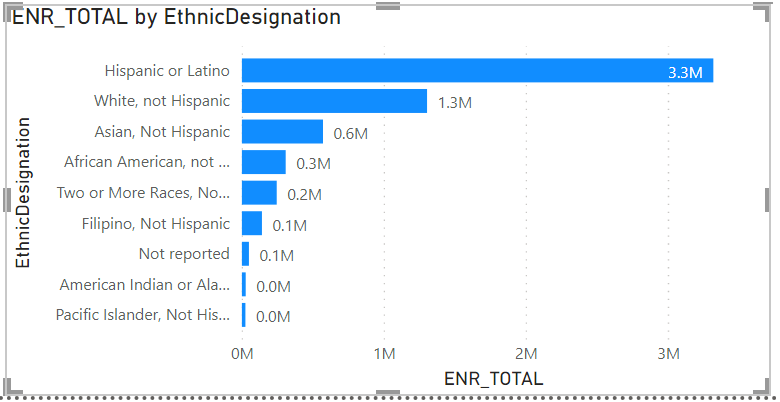 ENR_TOTAL by EthnicDesignation
EthnicDesignation
Hispanic or Latino 3.3M
White, not Hispanic 1.3M
Asian, Not Hispanic 0.6M
African American, not ... 0.3M
Two or More Races, No... 0.2M
Filipino, Not Hispanic 0.1M
Not reported 0.1M
American Indian or Ala... 0.0M
Pacific Islander, Not His... 0.0M
0M 1M 2M 3M
ENR_TOTAL